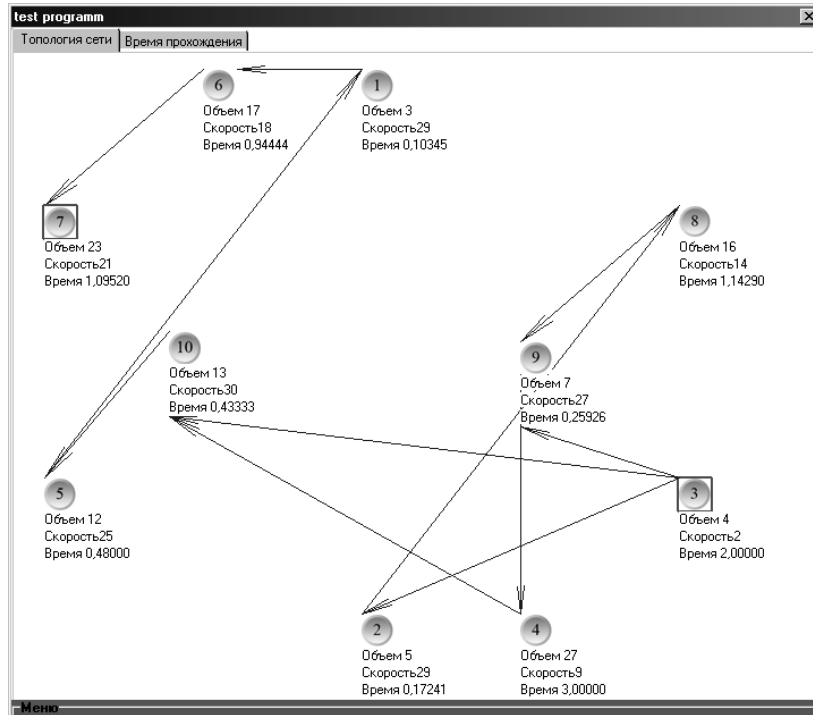 test programm
Топология сети
Время прохождения
6
Объем 17
Скорость18
Время 0,94444
1
Объем 3
Скорость29
Время 0,10345
7
Объем 23
Скорость21
Время 1,09520
8
Объем 16
Скорость14
Время 1,14290
10
Объем 13
Скорость30
Время 0,43333
9
Объем 7
Скорость27
Время 0,25926
5
Объем 12
Скорость25
Время 0,48000
3
Объем 4
Скорость2
Время 2,00000
2
Объем 5
Скорость29
Время 0,17241
4
Объем 27
Скорость9
Время 3,00000
Меню